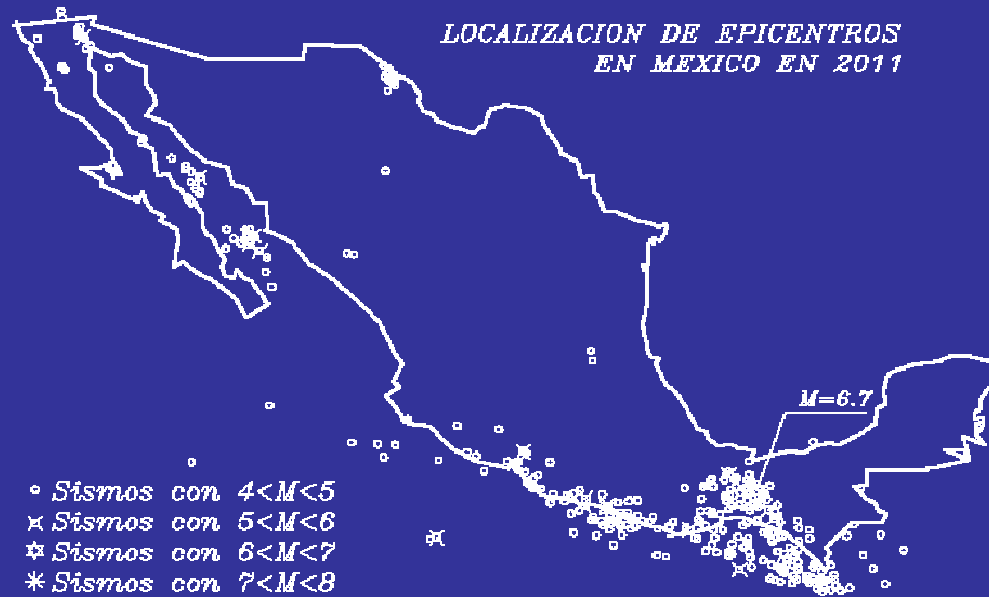 LOCALIZACION DE EPICENTROS
EN MEXICO EN 2011
M=6.7
Sismos con 4<M<5
Sismos con 5<M<6
Sismos con 6<M<7
Sismos con 7<M<8